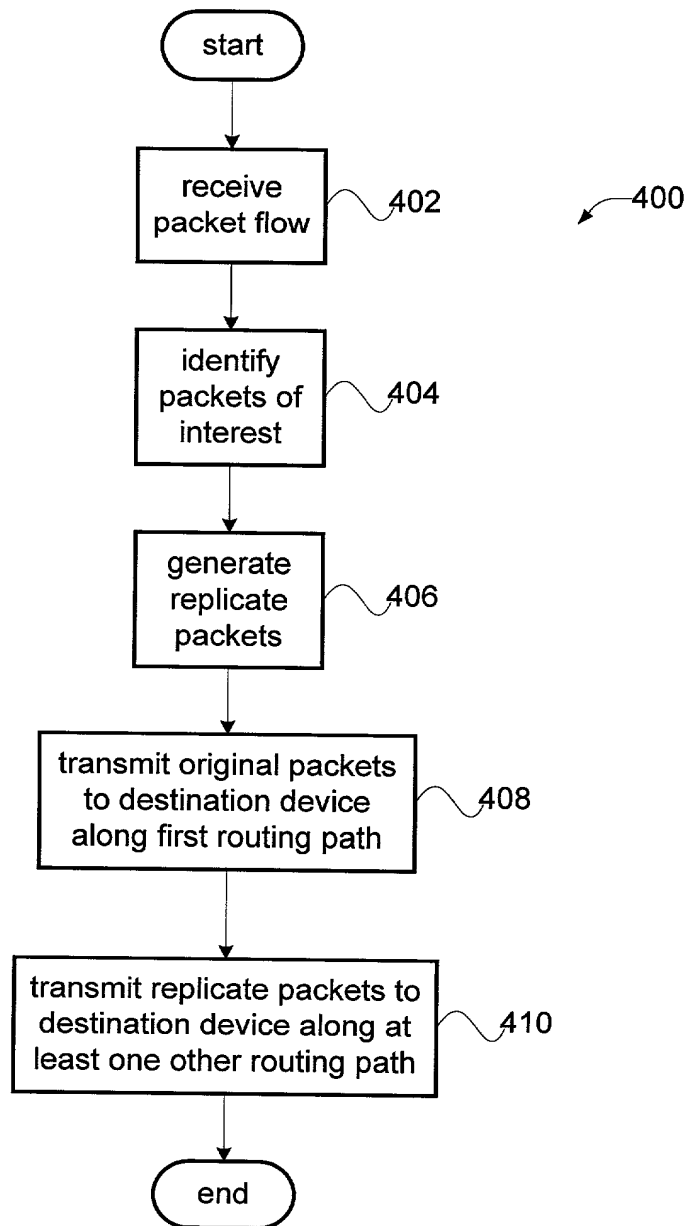 start
receive
packet flow
402
400
identify
packets of
interest
404
generate
replicate
packets
406
transmit original packets
to destination device
along first routing path
408
transmit replicate packets to
destination device along at
least one other routing path
410
end